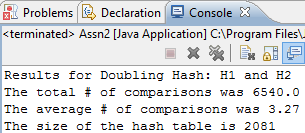 Problems Declaration Console
<terminated> Assn2 [Java Application] C:\Program Files\J
Results for Doubling Hash: H1 and H2
The total # of comparisons was 6540.0
The average # of comparisons was 3.27
The size of the hash table is 2081